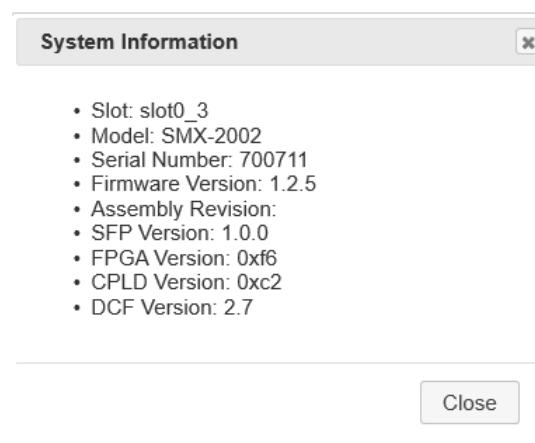 System Information
• Slot: slot0_3
• Model: SMX-2002
• Serial Number: 700711
• Firmware Version: 1.2.5
• Assembly Revision:
• SFP Version: 1.0.0
• FPGA Version: 0xf6
• CPLD Version: 0xc2
• DCF Version: 2.7
Close